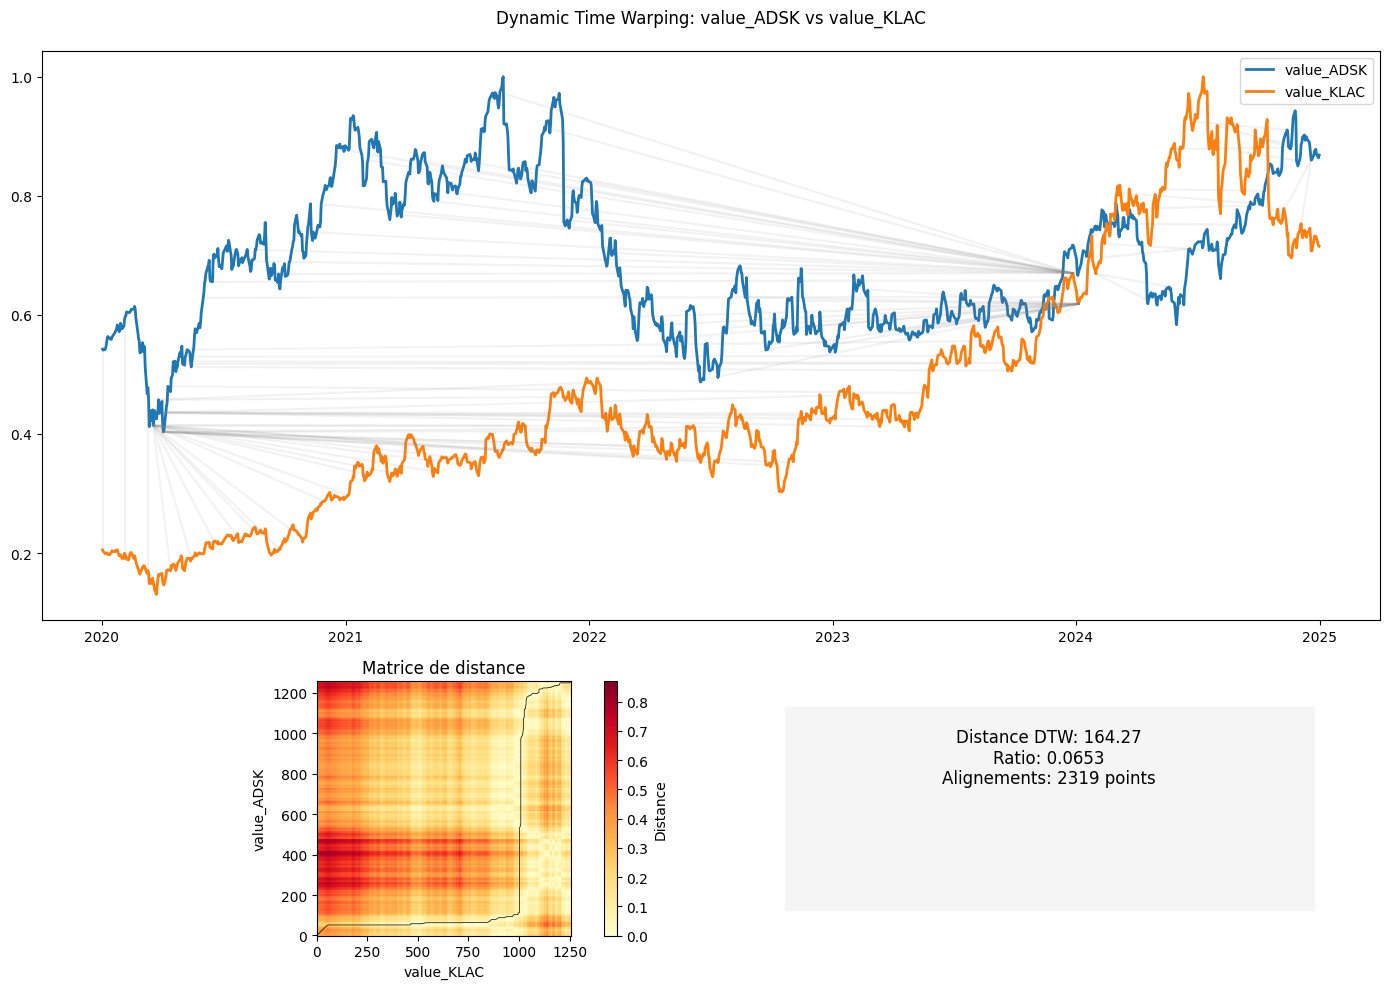 Dynamic Time Warping: value_ADSK vs value_KLAC
value_ADSK
value_KLAC
1.0
0.8
0.6
0.4
0.2
2020 2021 2022 2023 2024 2025
Matrice de distance
value_ADSK
1200
1000
800
600
400
200
0
0 250 500 750 1000 1250
value_KLAC
0.8
0.7
0.6
0.5
0.4
0.3
0.2
0.1
0.0
Distance
Distance DTW: 164.27
Ratio: 0.0653
Alignements: 2319 points